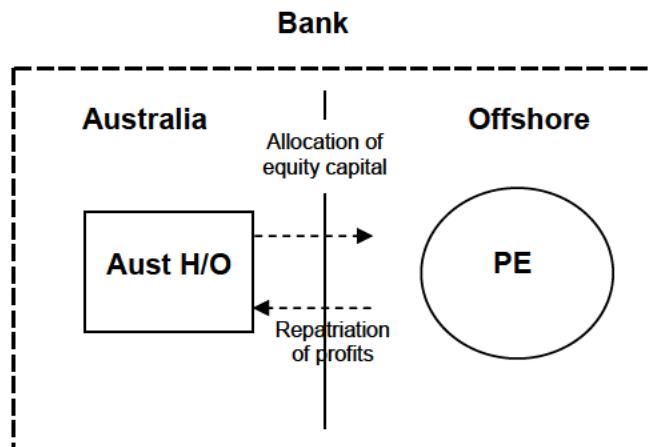 Bank
Australia
Offshore
Allocation of
equity capital
Aust H/O
PE
Repatriation
of profits